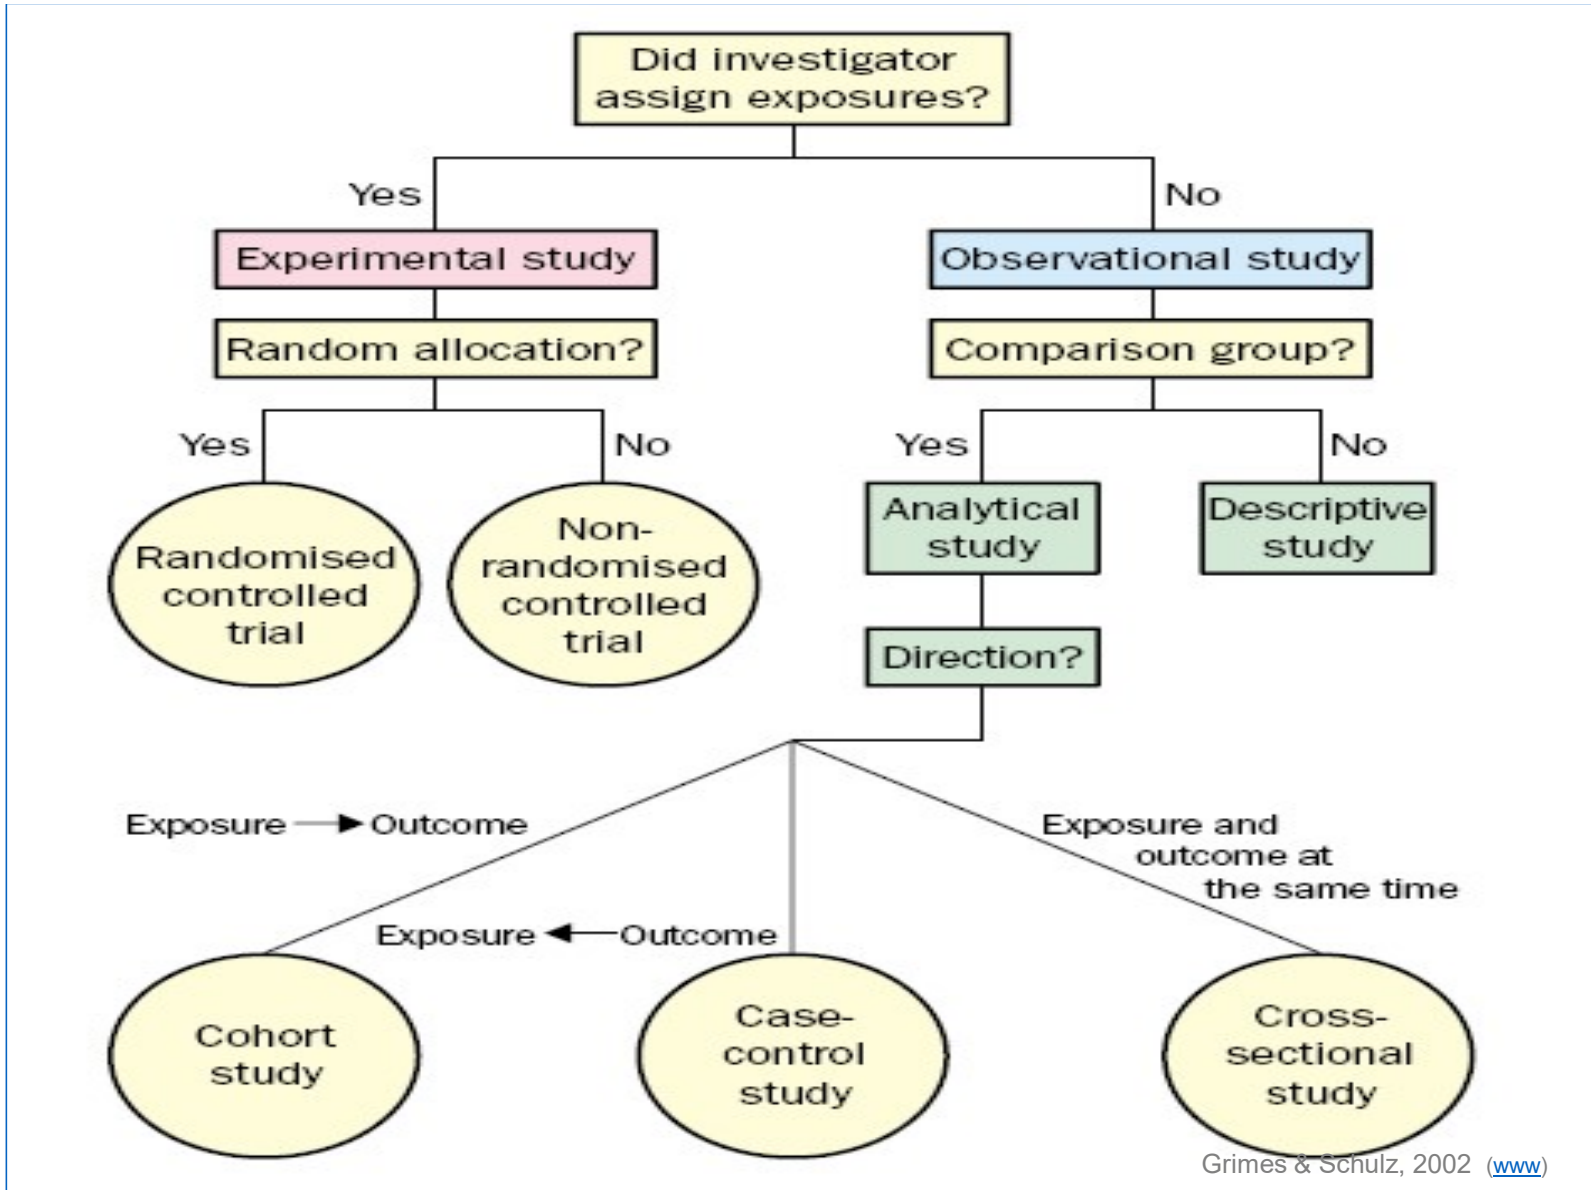 Did investigator
assign exposures?
Yes
No
Experimental study
Observational study
Random allocation?
Comparison group?
Yes
No
Yes
No
Randomised
controlled
trial
Non-
randomised
controlled
trial
Analytical
study
Descriptive
study
Direction?
Exposure
Outcome
Exposure and
outcome at
the same time
Exposure
Outcome
Cohort
study
Case-
control
study
Cross-
sectional
study
Grimes & Schulz, 2002 (www)